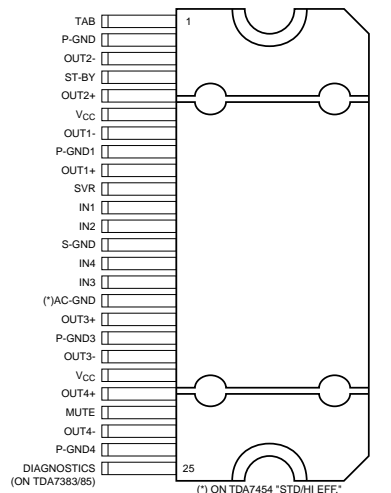 TAB
1
P-GND
OUT2-
ST-BY
OUT2+
VCC
OUT1-
P-GND1
OUT1+
SVR
IN1
IN2
S-GND
IN4
IN3
(*)AC-GND
OUT3+
P-GND3
OUT3-
VCC
OUT4+
MUTE
OUT4-
P-GND4
DIAGNOSTICS
25
(ON TDA7383/85)
(*) ON TDA7454 "STD/HI EFF."